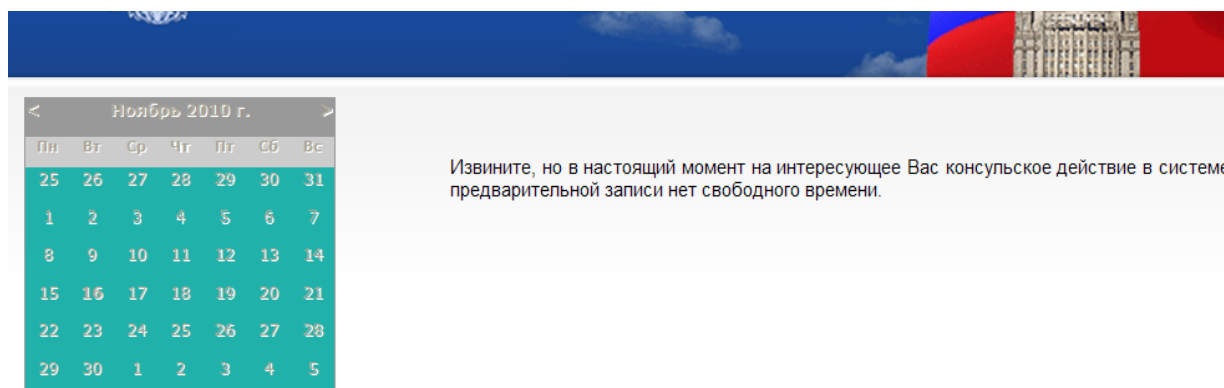 < Ноябрь 2010 г. >
Пн Вт Ср Чт Пт Сб Вс
25 26 27 28 29 30 31
1 2 3 4 5 6 7
8 9 10 11 12 13 14
15 16 17 18 19 20 21
22 23 24 25 26 27 28
29 30 1 2 3 4 5
Извините, но в настоящий момент на интересующее Вас консульское действие в системе
предварительной записи нет свободного времени.